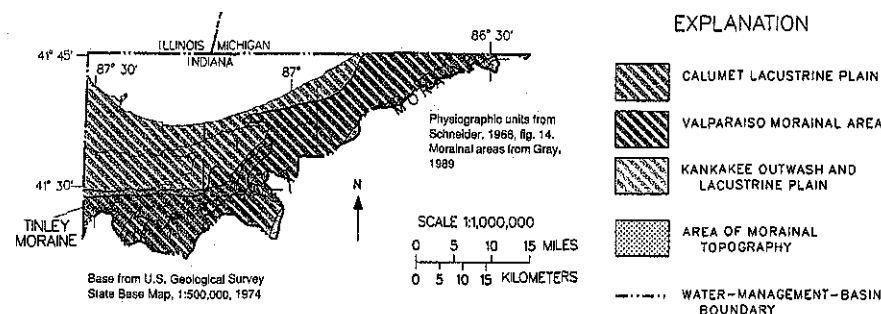 ILLINOIS MICHIGAN
INDIANA
41° 45'
87° 30'
87°
86° 30'
Physiographic units from
Schneider, 1966, fig. 14.
Morainal areas from Gray,
1989
41° 30'
TINLEY
MORAINE
N
SCALE 1:1,000,000
0 5 10 15 MILES
0 5 10 15 KILOMETERS
Base from U.S. Geological Survey
State Base Map, 1:500,000, 1974
EXPLANATION
CALUMET LACUSTRINE PLAIN
VALPARAISO MORAINAL AREA
KANKAKEE OUTWASH AND
LACUSTRINE PLAIN
AREA OF MORAINAL
TOPOGRAPHY
WATER-MANAGEMENT-BASIN
BOUNDARY